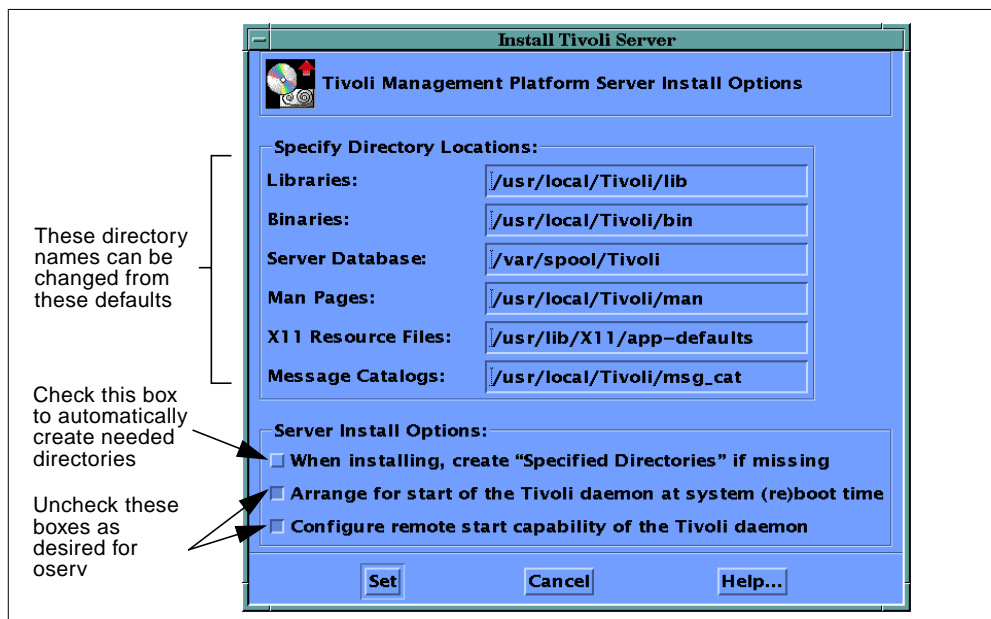 Install Tivoli Server
Tivoli Management Platform Server Install Options
Specify Directory Locations:
Libraries: /usr/local/Tivoli/lib
Binaries: /usr/local/Tivoli/bin
Server Database: /var/spool/Tivoli
Man Pages: /usr/local/Tivoli/man
X11 Resource Files: /usr/lib/X11/app-defaults
Message Catalogs: /usr/local/Tivoli/msg_cat
These directory
names can be
changed from
these defaults
Check this box
to automatically
create needed
directories
Server Install Options:
When installing, create “Specified Directories” if missing
Arrange for start of the Tivoli daemon at system (re)boot time
Configure remote start capability of the Tivoli daemon
Uncheck these
boxes as
desired for
oserv
Set Cancel Help...